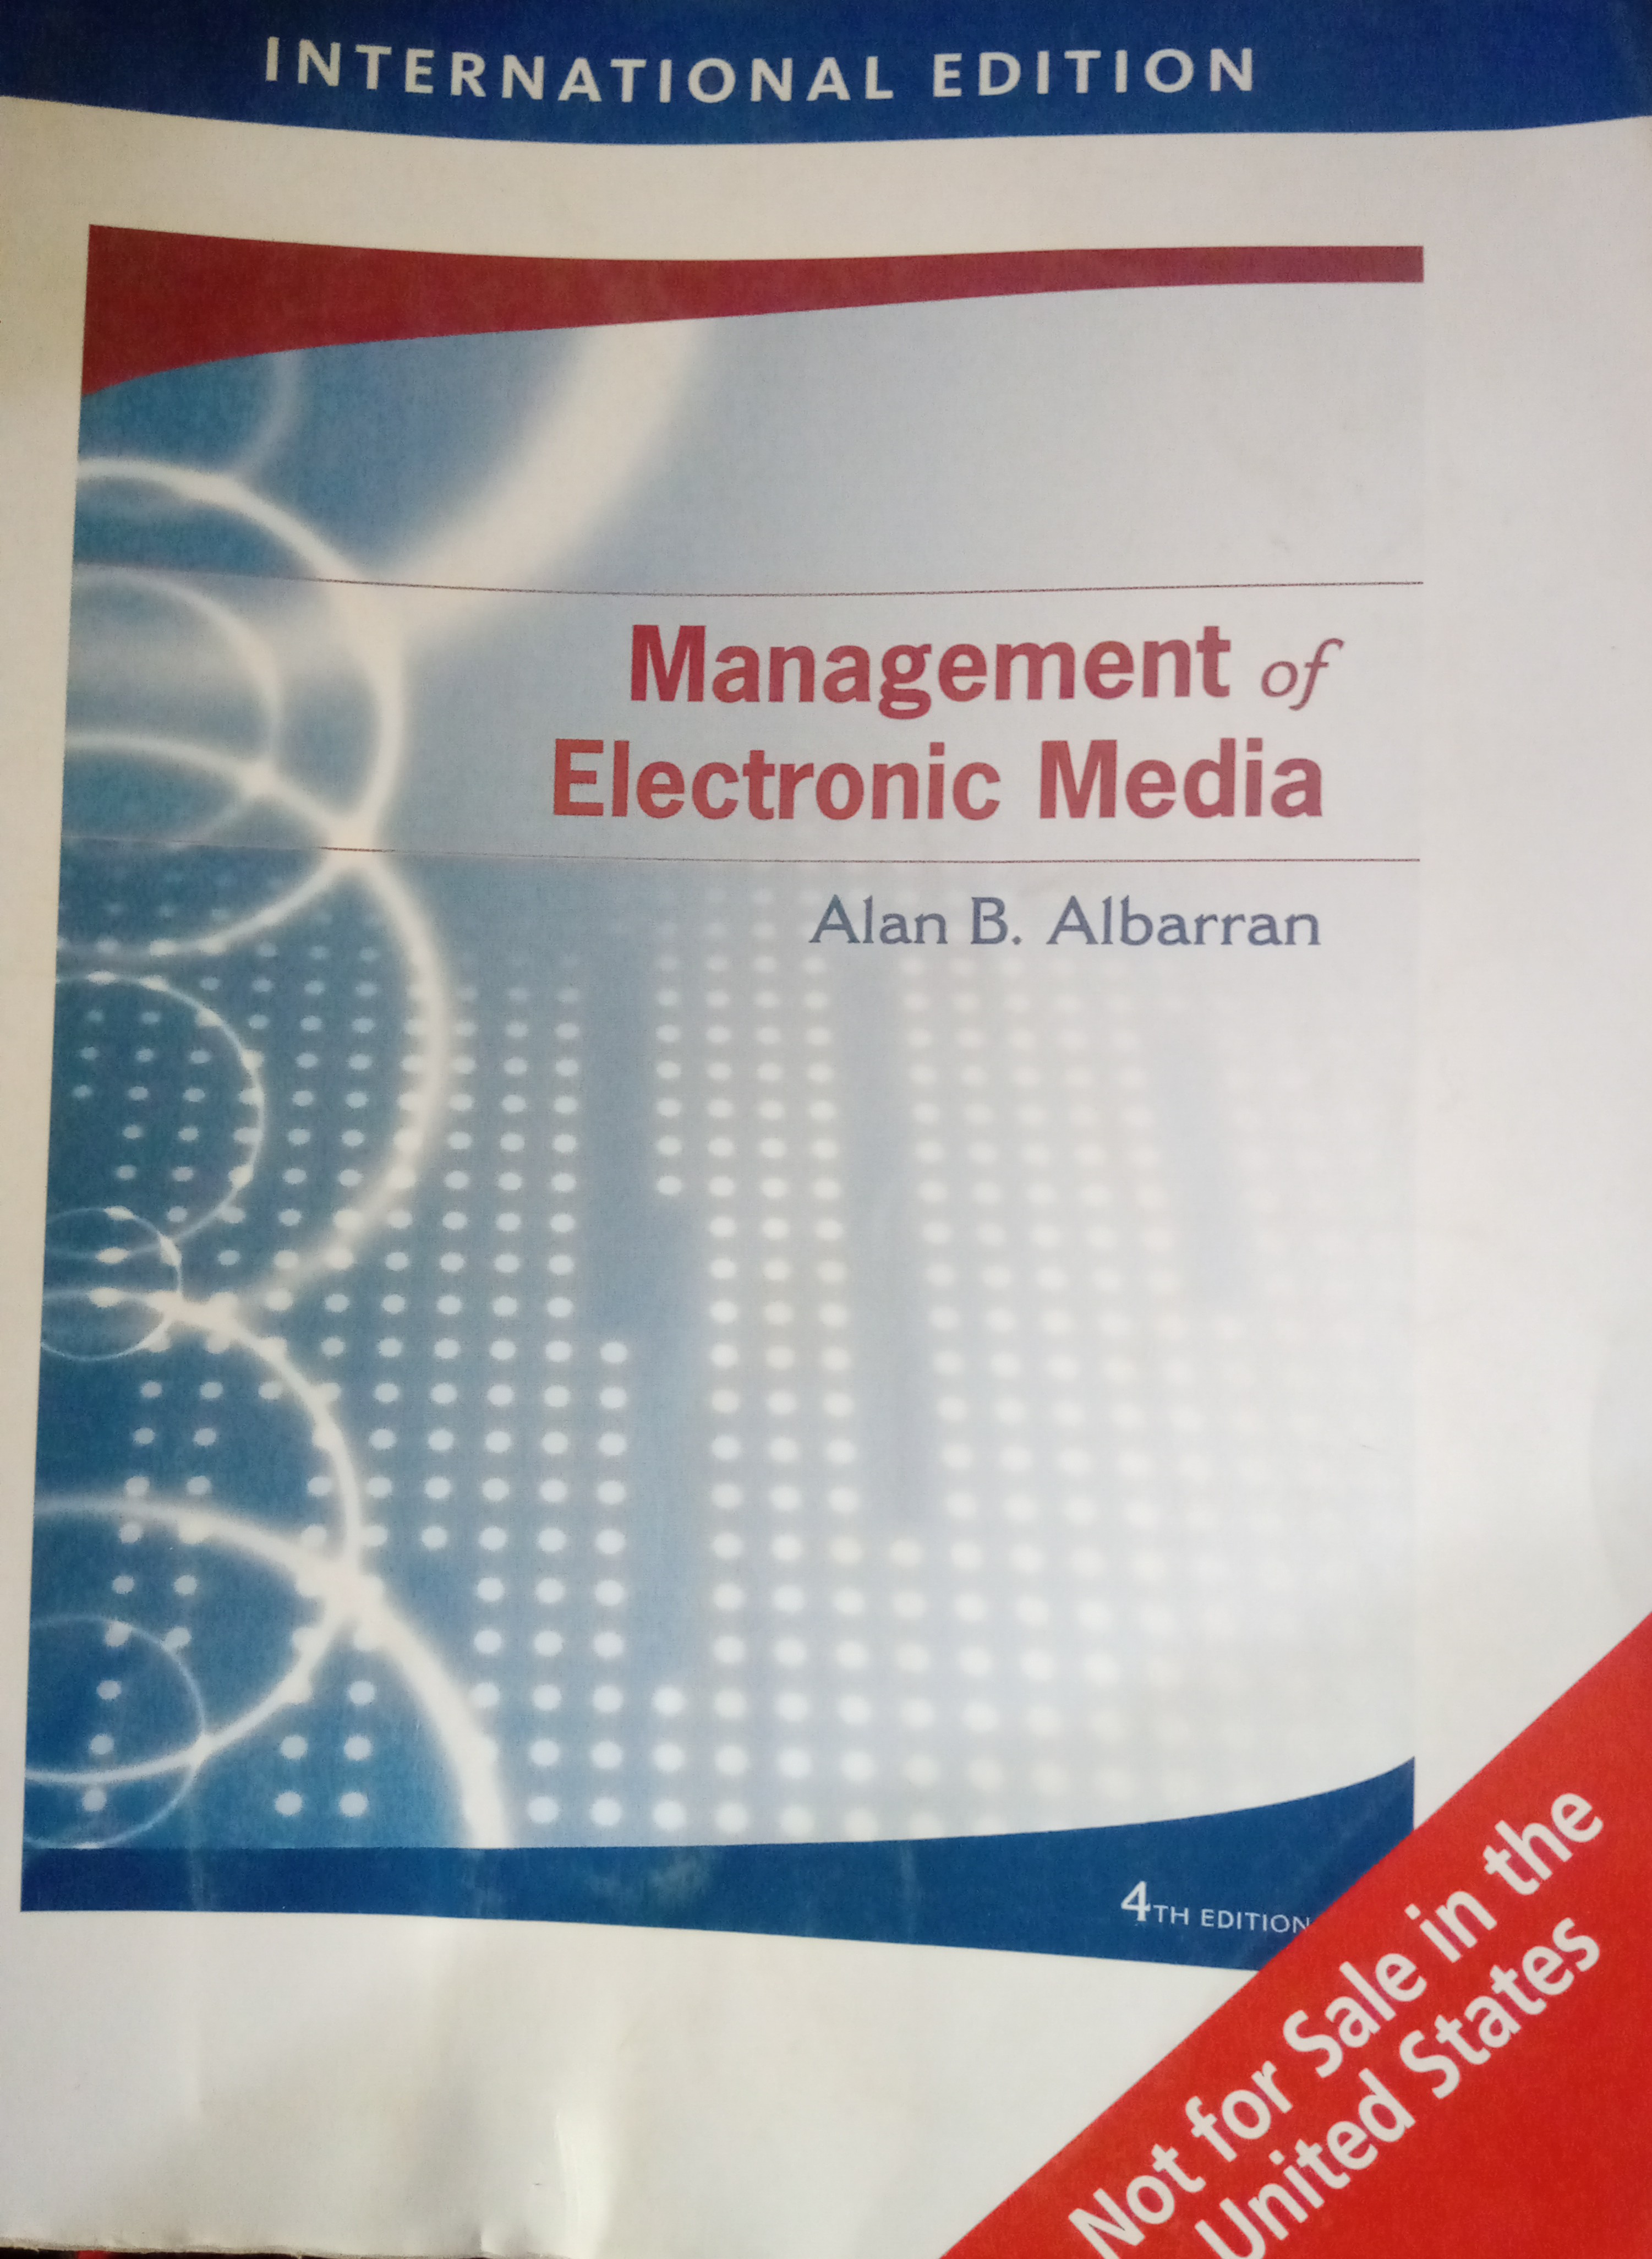 INTERNATIONAL EDITION
Management of
Electronic Media
Alan B. Albarran
4TH EDITION
Not for Sale in the
United States